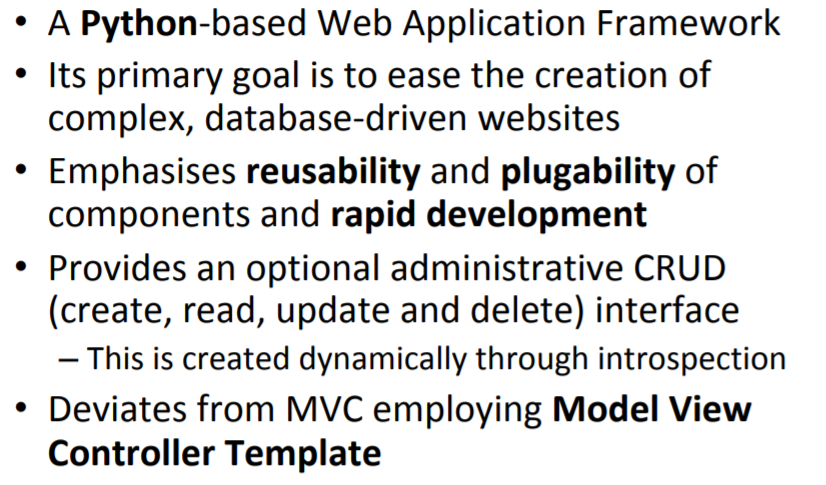 • A Python-based Web Application Framework
• Its primary goal is to ease the creation of
complex, database-driven websites
• Emphasises reusability and plugability of
components and rapid development
• Provides an optional administrative CRUD
(create, read, update and delete) interface
– This is created dynamically through introspection
• Deviates from MVC employing Model View
Controller Template